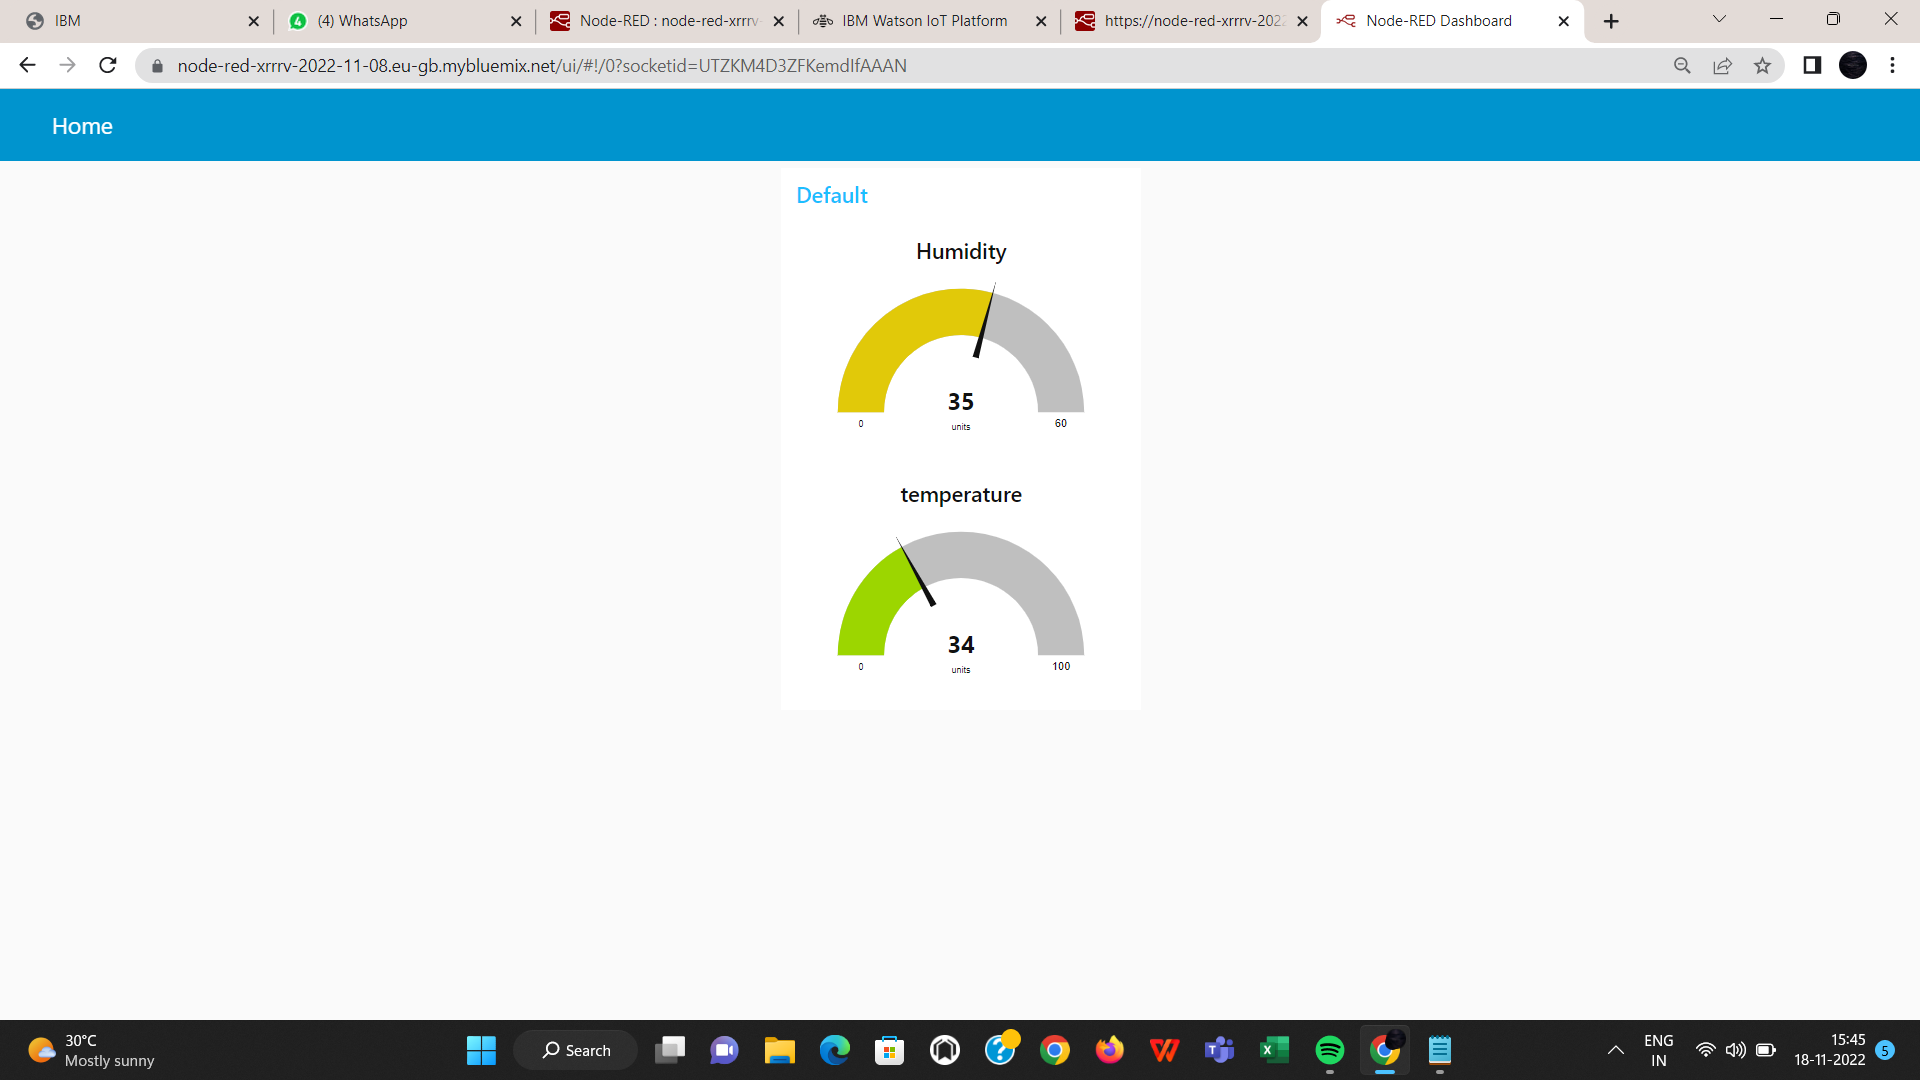 IBM
(4) WhatsApp
Node-RED : node-red-xrrrv-
IBM Watson IoT Platform
https://node-red-xrrrv-2022
Node-RED Dashboard
node-red-xrrrv-2022-11-08.eu-gb.mybluemix.net/ui/#!/0?socketid=UTZKM4D3ZFKemdIfAAAN
Home
Default
Humidity
35
units
0
60
temperature
34
units
0
100
30°C
Mostly sunny
Search
ENG
IN
15:45
18-11-2022
5